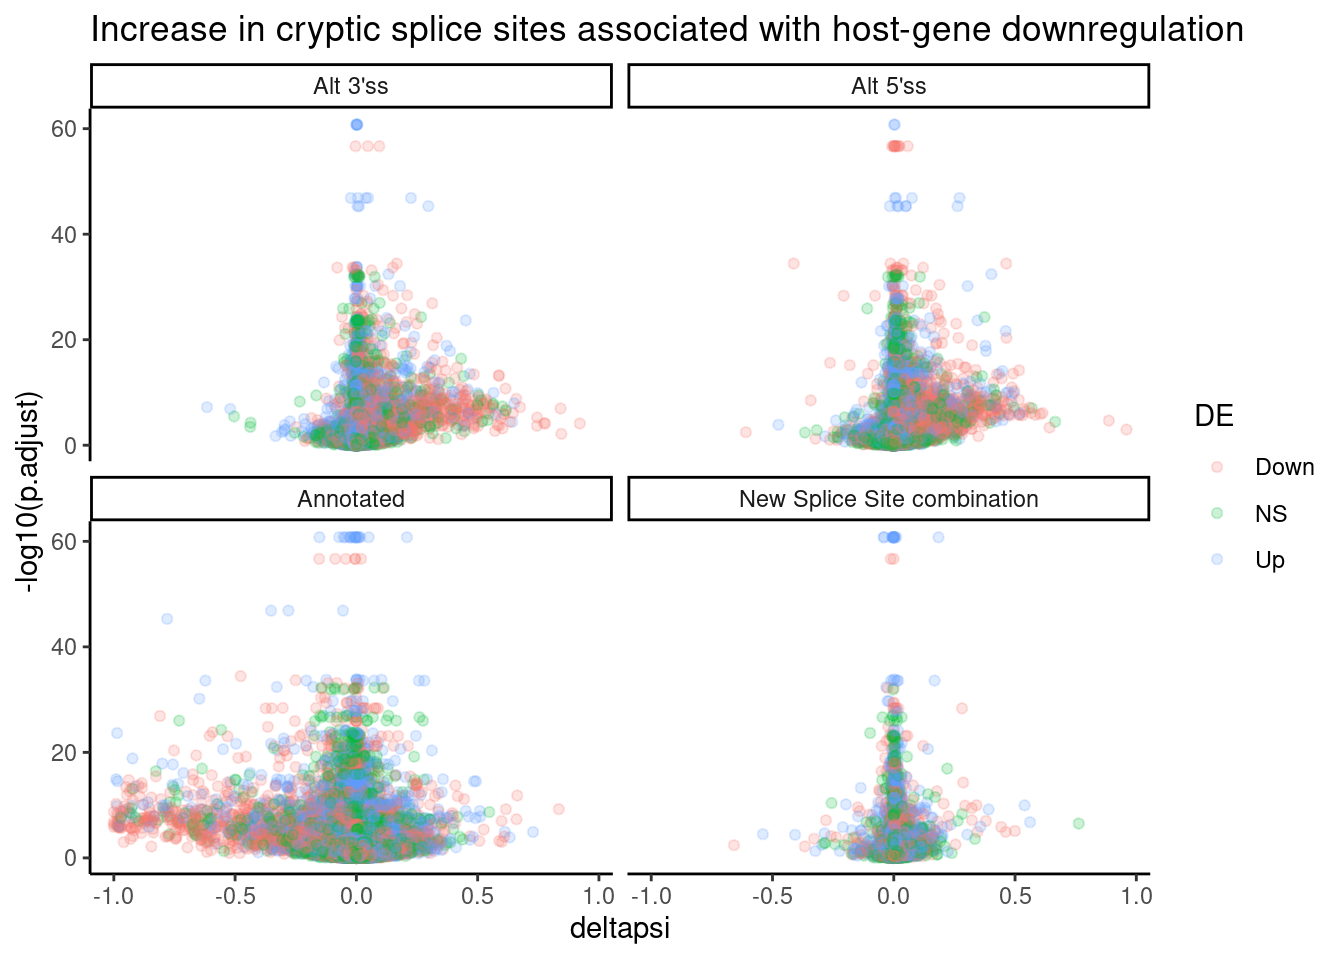 Increase in cryptic splice sites associated with host-gene downregulation
Alt 3'ss
Alt 5'ss
60
40
20
0
Annotated
New Splice Site combination
60
40
20
0
-1.0
-0.5
0.0
0.5
1.0
-1.0
-0.5
0.0
0.5
1.0
deltapsi
-log10(p.adjust)
DE
Down
NS
Up